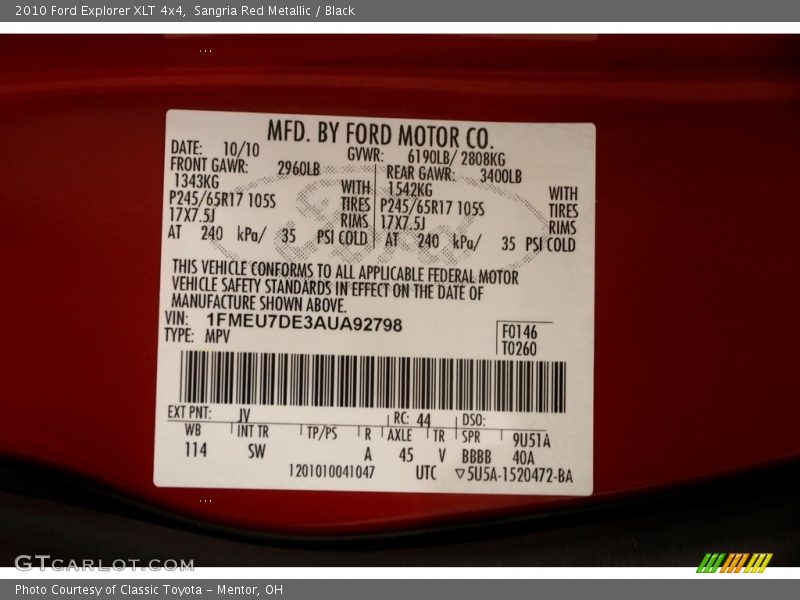 2010 Ford Explorer XLT 4x4, Sangria Red Metallic / Black
MFD. BY FORD MOTOR CO.
DATE: 10/10 GVWR: 6190LB/ 2808KG
FRONT GAWR: 2960LB REAR GAWR: 3400LB
1343KG WITH 1542KG WITH
P245/65R17 105S TIRES P245/65R17 105S TIRES
17X7.5J RIMS 17X7.5J RIMS
AT 240 kPa/ 35 PSI COLD AT 240 kPa/ 35 PSI COLD
THIS VEHICLE CONFORMS TO ALL APPLICABLE FEDERAL MOTOR
VEHICLE SAFETY STANDARDS IN EFFECT ON THE DATE OF
MANUFACTURE SHOWN ABOVE.
VIN: 1FMEU7DE3AUA92798
TYPE: MPV
F0146
T0260
EXT PNT: JV RC: 44 DSO:
WB INT TR TP/PS R AXLE TR SPR 9U51A
114 SW A 45 V BBBB 40A
1201010041047 UTC ▽5U5A-1520472-BA
GTCARLOT.COM
Photo Courtesy of Classic Toyota - Mentor, OH